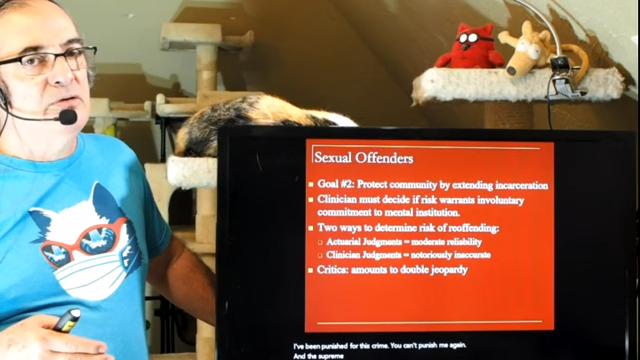 Sexual Offenders
Goal #2: Protect community by extending incarceration
Clinician must decide if risk warrants involuntary
commitment to mental institution.
Two ways to determine risk of reoffending:
Actuarial Judgments = moderate reliability
Clinician Judgments = notoriously inaccurate
Critics: amounts to double jeopardy
I've been punished for this crime. You can't punish me again.
And the supreme